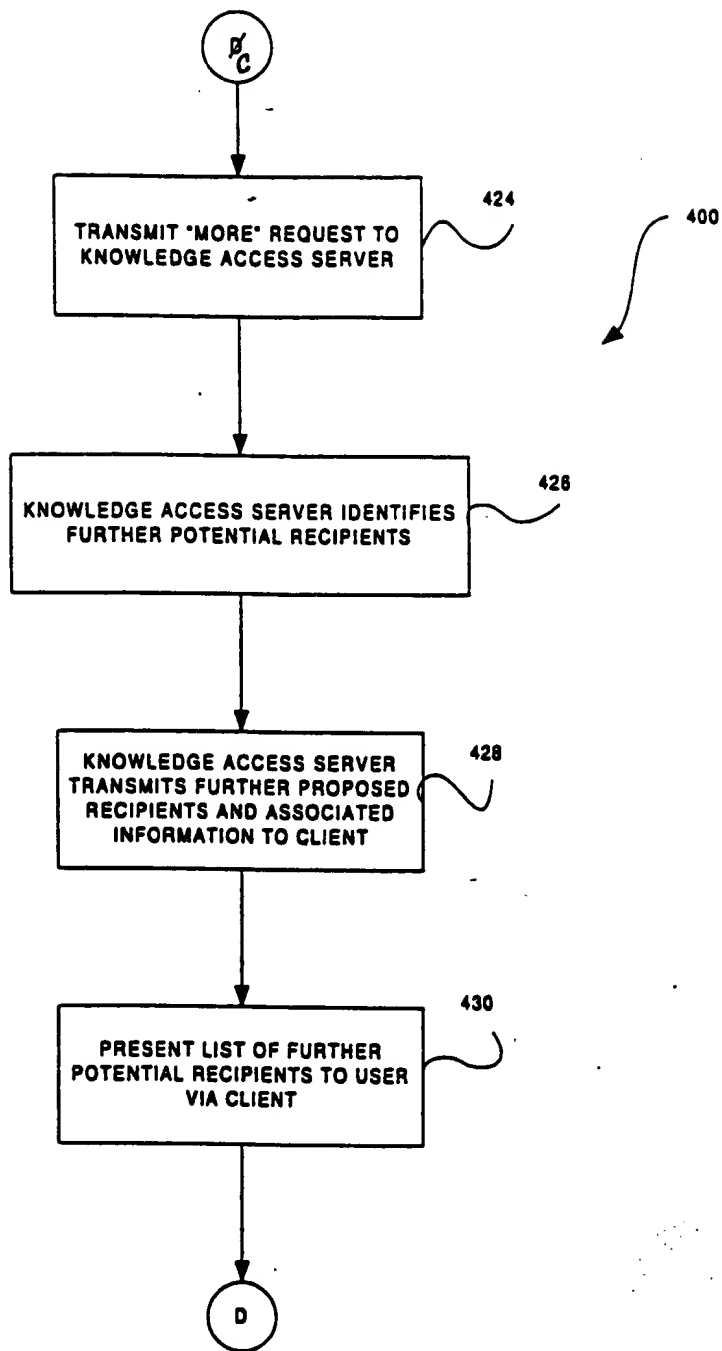 C
TRANSMIT "MORE" REQUEST TO
KNOWLEDGE ACCESS SERVER
424
400
KNOWLEDGE ACCESS SERVER IDENTIFIES
FURTHER POTENTIAL RECIPIENTS
426
KNOWLEDGE ACCESS SERVER
TRANSMITS FURTHER PROPOSED
RECIPIENTS AND ASSOCIATED
INFORMATION TO CLIENT
428
PRESENT LIST OF FURTHER
POTENTIAL RECIPIENTS TO USER
VIA CLIENT
430
D